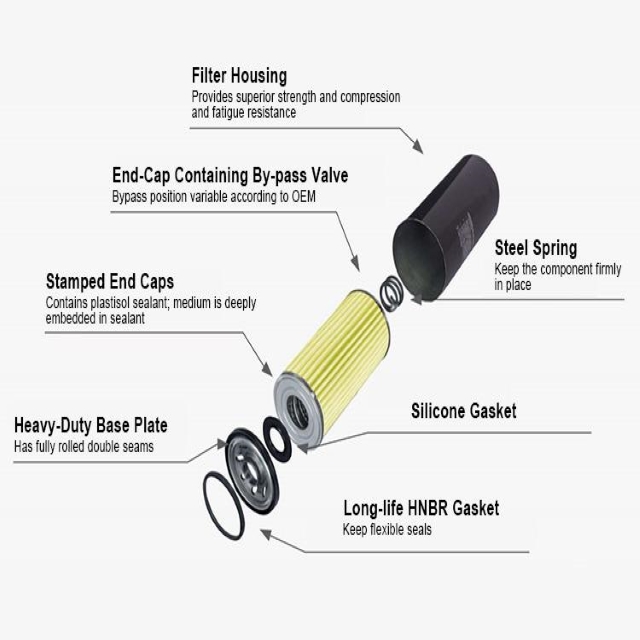 Filter Housing
Provides superior strength and compression
and fatigue resistance
End-Cap Containing By-pass Valve
Bypass position variable according to OEM
Steel Spring
Keep the component firmly
in place
Stamped End Caps
Contains plastisol sealant; medium is deeply
embedded in sealant
Silicone Gasket
Heavy-Duty Base Plate
Has fully rolled double seams
Long-life HNBR Gasket
Keep flexible seals